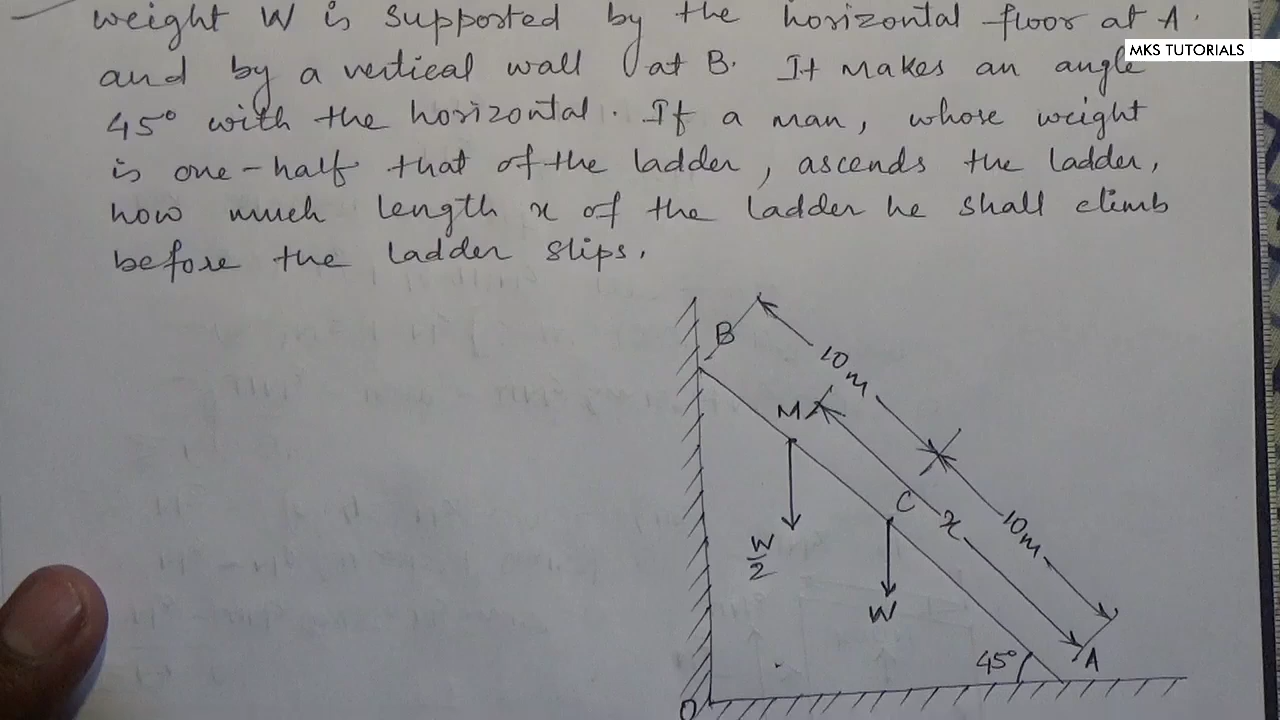 weight W is supported by the horizontal floor at A.
MKS TUTORIALS
and by a vertical wall at B. It makes an angle
45° with the horizontal. If a man, whose weight
is one-half that of the ladder, ascends the ladder,
how much length x of the ladder he shall climb
before the ladder slips.
B
10m
M
C
x
10m
W/2
W
45°
A
O